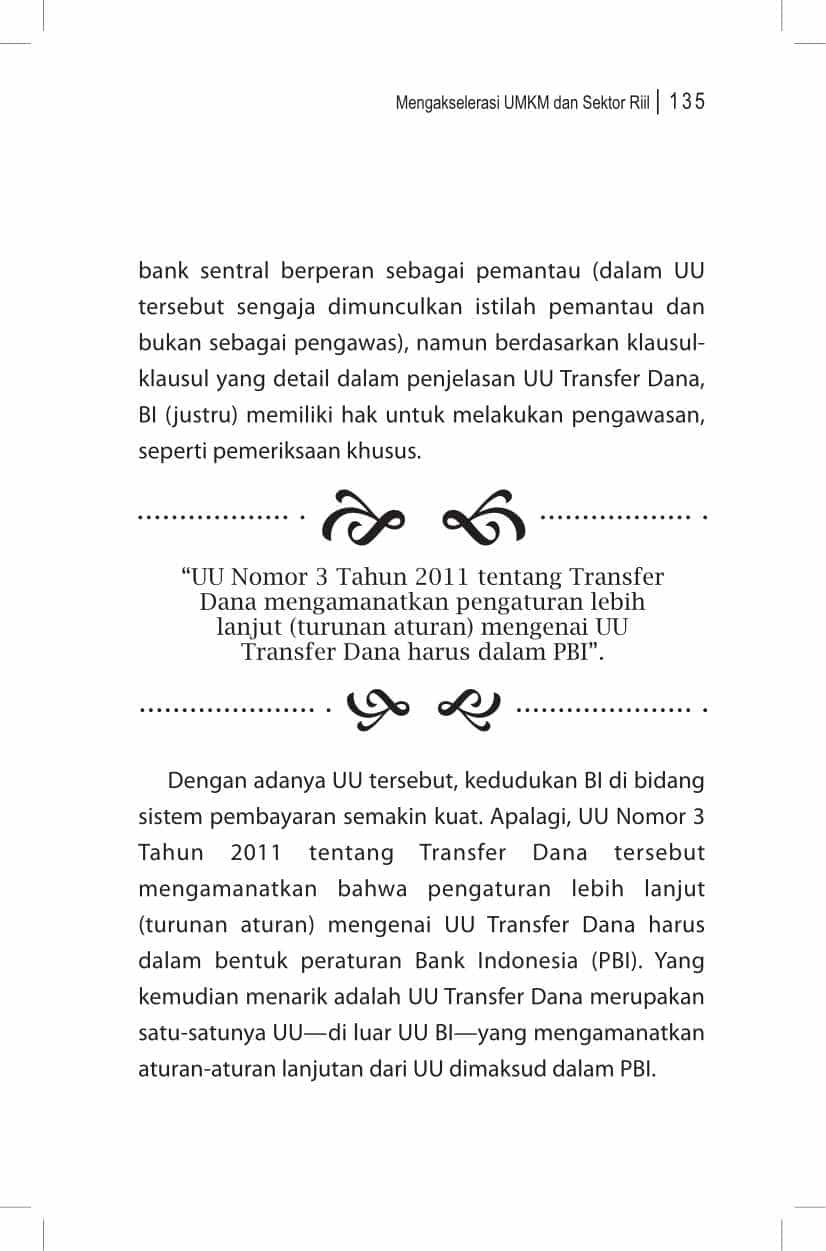 Mengakselerasi UMKM dan Sektor Riil | 135
bank sentral berperan sebagai pemantau (dalam UU
tersebut sengaja dimunculkan istilah pemantau dan
bukan sebagai pengawas), namun berdasarkan klausul-
klausul yang detail dalam penjelasan UU Transfer Dana,
BI (justru) memiliki hak untuk melakukan pengawasan,
seperti pemeriksaan khusus.
“UU Nomor 3 Tahun 2011 tentang Transfer
Dana mengamanatkan pengaturan lebih
lanjut (turunan aturan) mengenai UU
Transfer Dana harus dalam PBI”.
Dengan adanya UU tersebut, kedudukan BI di bidang
sistem pembayaran semakin kuat. Apalagi, UU Nomor 3
Tahun 2011 tentang Transfer Dana tersebut
mengamanatkan bahwa pengaturan lebih lanjut
(turunan aturan) mengenai UU Transfer Dana harus
dalam bentuk peraturan Bank Indonesia (PBI). Yang
kemudian menarik adalah UU Transfer Dana merupakan
satu-satunya UU—di luar UU BI—yang mengamanatkan
aturan-aturan lanjutan dari UU dimaksud dalam PBI.